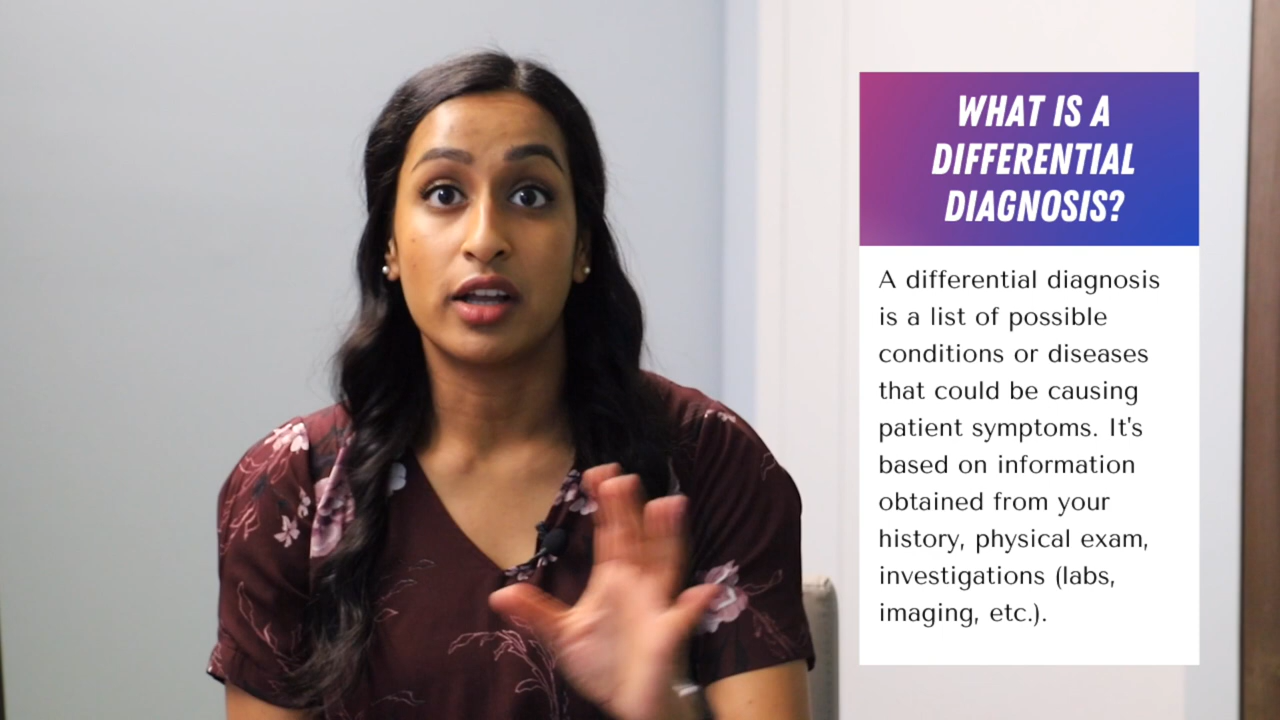 WHAT IS A
DIFFERENTIAL
DIAGNOSIS?
A differential diagnosis
is a list of possible
conditions or diseases
that could be causing
patient symptoms. It's
based on information
obtained from your
history, physical exam,
investigations (labs,
imaging, etc.).